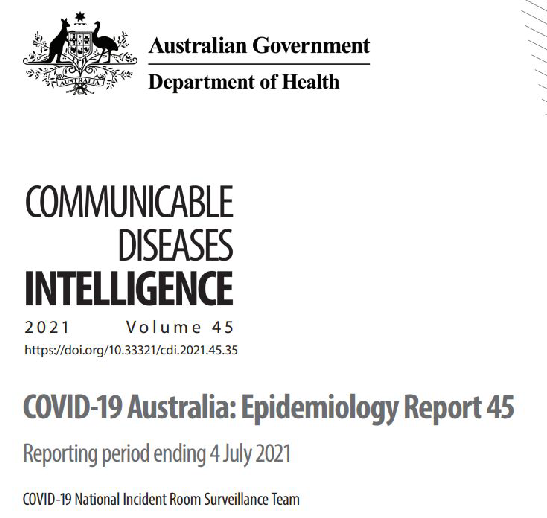 AUSTRALIA
Australian Government
Department of Health
COMMUNICABLE
DISEASES
INTELLIGENCE
2021 Volume 45
https://doi.org/10.33321/cdi.2021.45.35
COVID-19 Australia: Epidemiology Report 45
Reporting period ending 4 July 2021
COVID-19 National Incident Room Surveillance Team